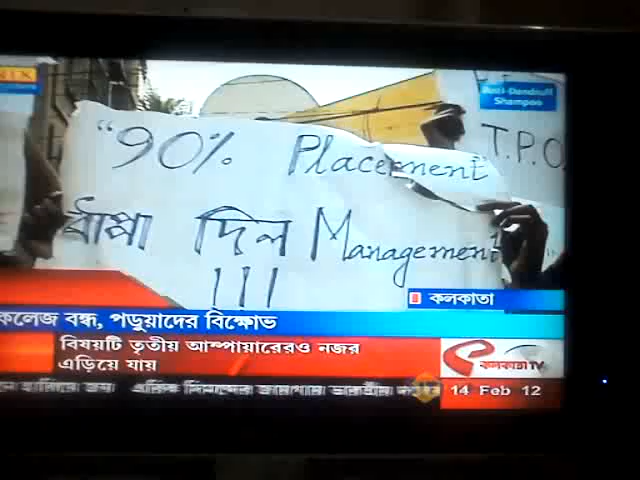 NIK
Anti-Dandruff
Shampoo
T.P.O.
"90% Placement
ধাপ্পা দিল Management
!!!
কলকাতা
কলেজ বন্ধ, পড়ুয়াদের বিক্ষোভ
বিষয়টি তৃতীয় আম্পায়ারেরও নজর
এড়িয়ে যায়
কলকাতা TV
14 Feb 12